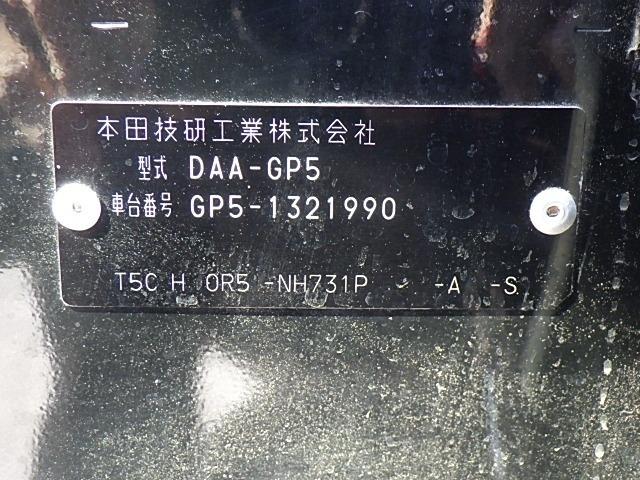 本田技研工業株式会社
型式 DAA-GP5
車台番号 GP5-1321990
T5C H 0R5 -NH731P - -A -S